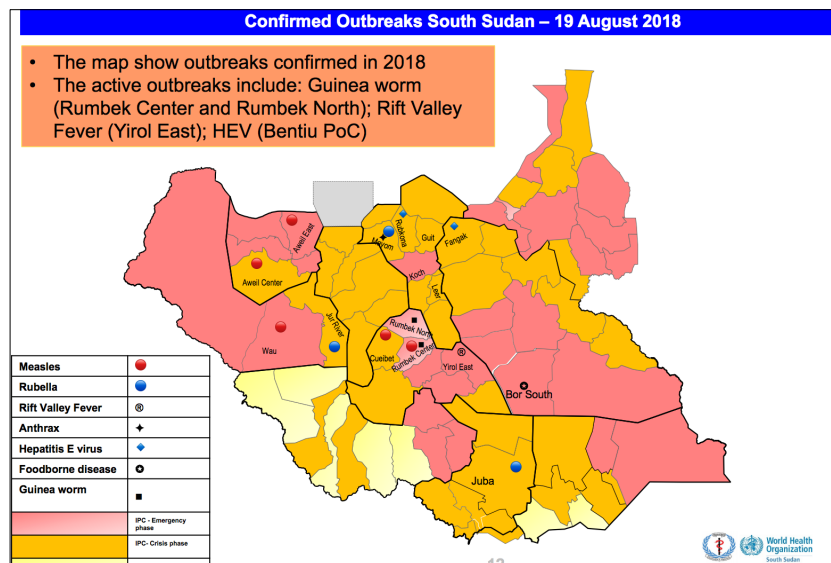 Confirmed Outbreaks South Sudan – 19 August 2018
• The map show outbreaks confirmed in 2018
• The active outbreaks include: Guinea worm
(Rumbek Center and Rumbek North); Rift Valley
Fever (Yirol East); HEV (Bentiu PoC)
Aweil East
Aweil Center
Wau
Jur River
Mayom
Rubkona
Guit
Fangak
Koch
Leer
Rumbek North
Rumbek Center
Cueibet
Yirol East
Bor South
Juba
Measles
Rubella
Rift Valley Fever ®
Anthrax
Hepatitis E virus
Foodborne disease
Guinea worm
IPC - Emergency
phase
IPC- Crisis phase
World Health
Organization
South Sudan